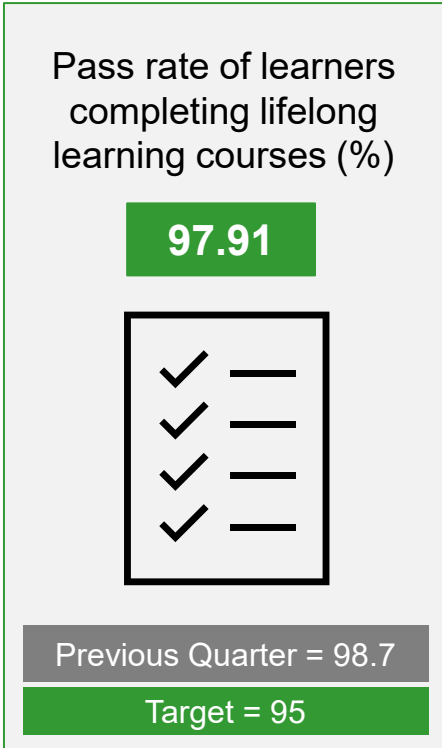 Pass rate of learners
completing lifelong
learning courses (%)
97.91
Previous Quarter = 98.7
Target = 95